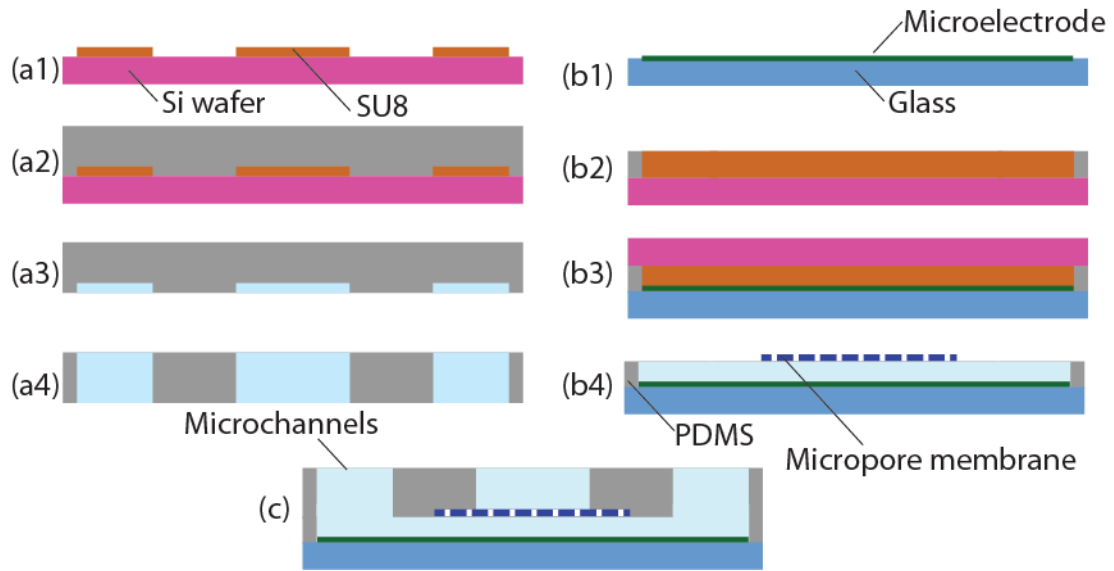 (a1)
Si wafer
SU8
(a2)
(a3)
(a4)
Microchannels
Microelectrode
(b1)
Glass
(b2)
(b3)
(b4)
PDMS
Micropore membrane
(c)